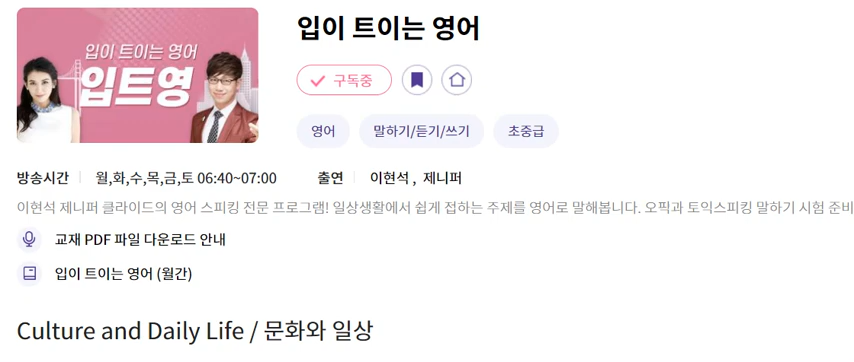 입이 트이는 영어
입이 트이는 영어
입트영
구독중
영어
말하기/듣기/쓰기
초중급
방송시간 월,화,수,목,금,토 06:40~07:00 출연 이현석 , 제니퍼
이현석 제니퍼 클라이드의 영어 스피킹 전문 프로그램! 일상생활에서 쉽게 접하는 주제를 영어로 말해봅니다. 오픽과 토익스피킹 말하기 시험 준비
교재 PDF 파일 다운로드 안내
입이 트이는 영어 (월간)
Culture and Daily Life / 문화와 일상